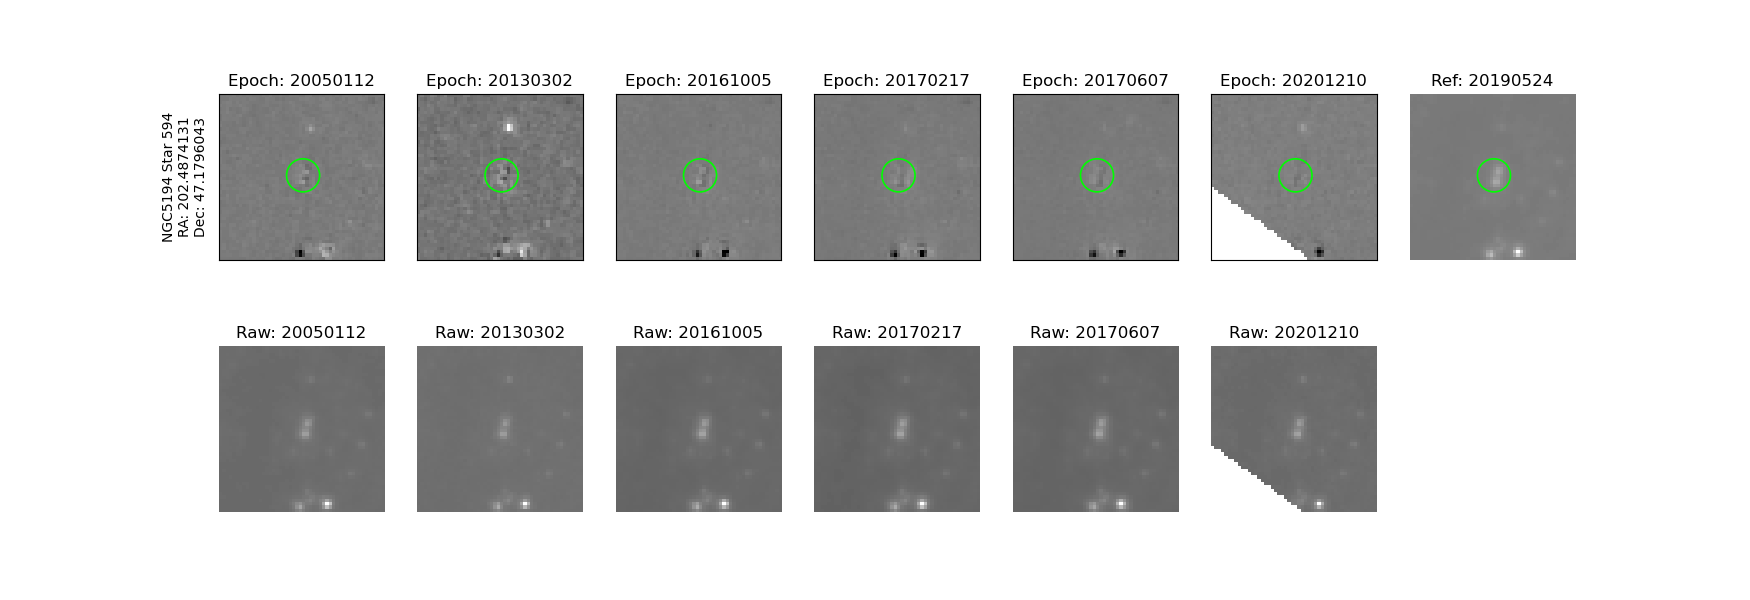 NGC5194 Star 594
RA: 202.4874131
Dec: 47.1796043
Epoch: 20050112
Epoch: 20130302
Epoch: 20161005
Epoch: 20170217
Epoch: 20170607
Epoch: 20201210
Ref: 20190524
Raw: 20050112
Raw: 20130302
Raw: 20161005
Raw: 20170217
Raw: 20170607
Raw: 20201210